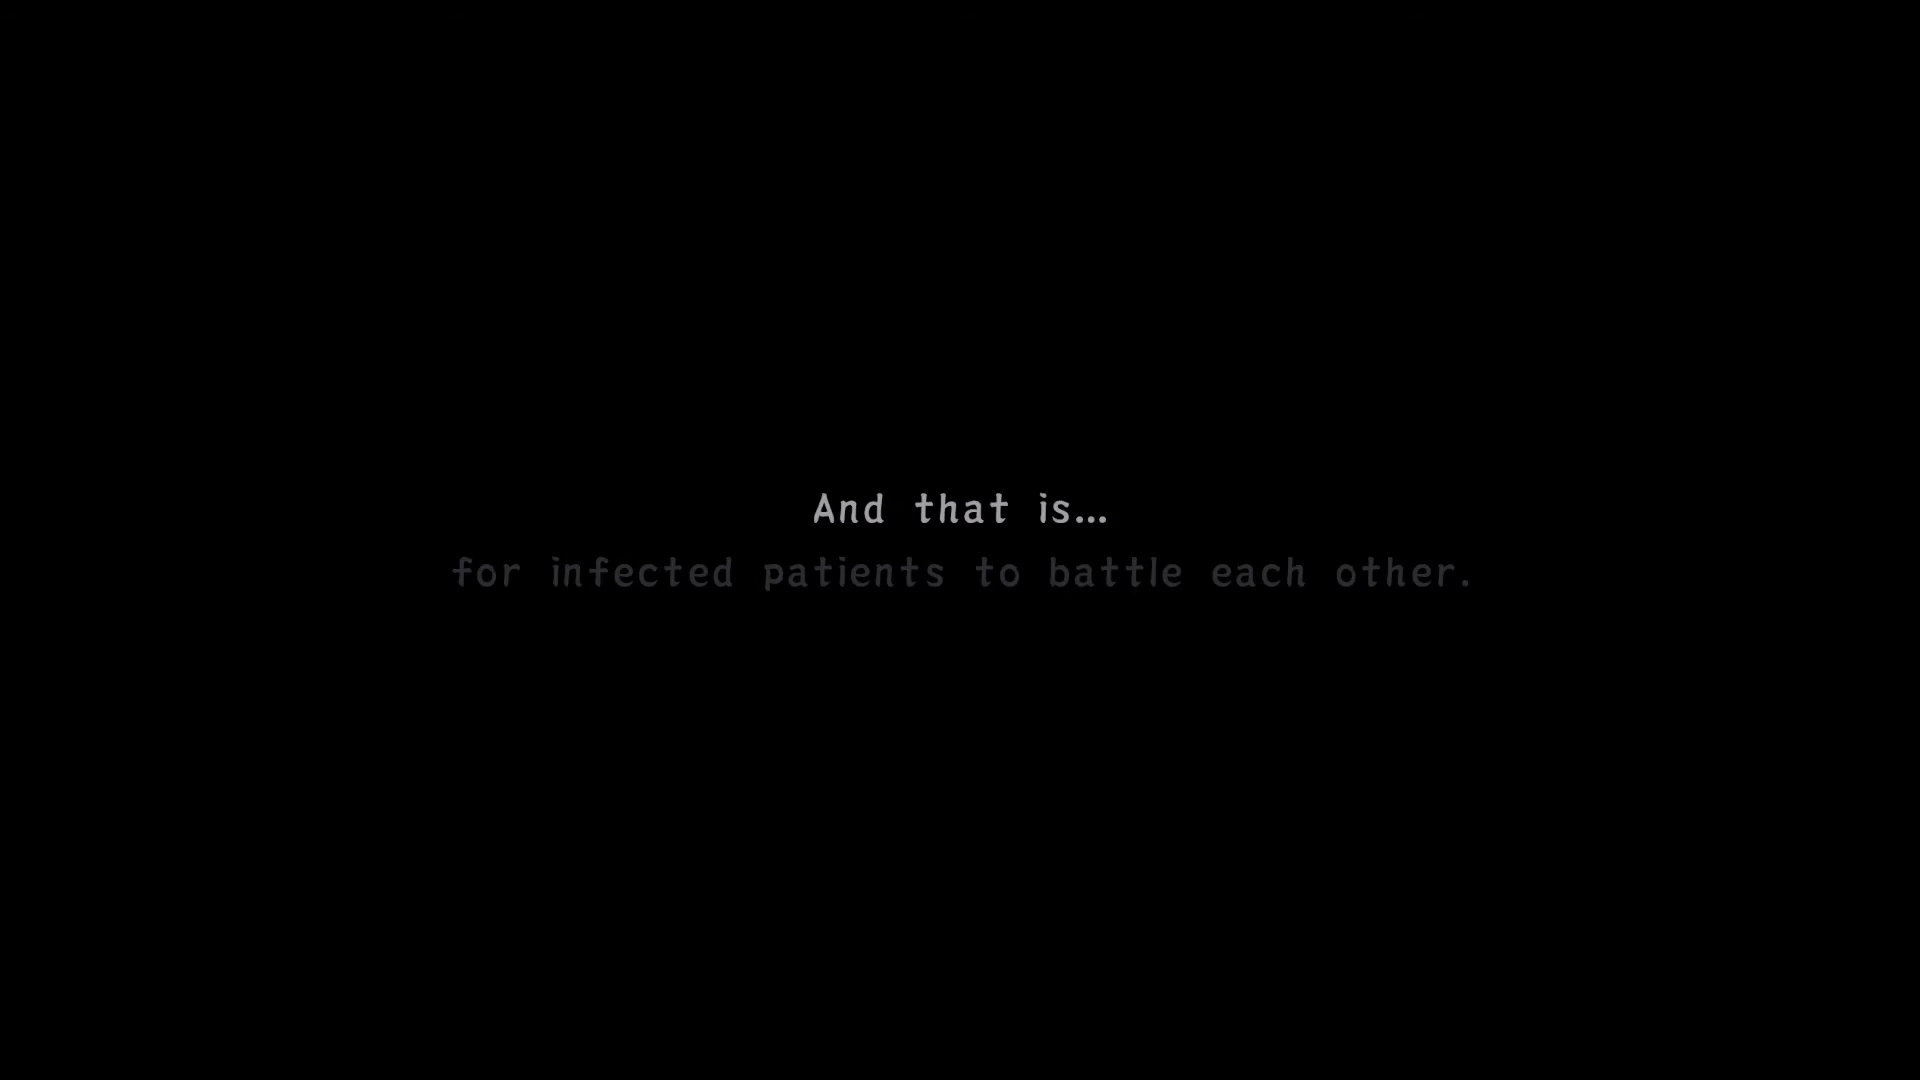 And that is...
for infected patients to battle each other.